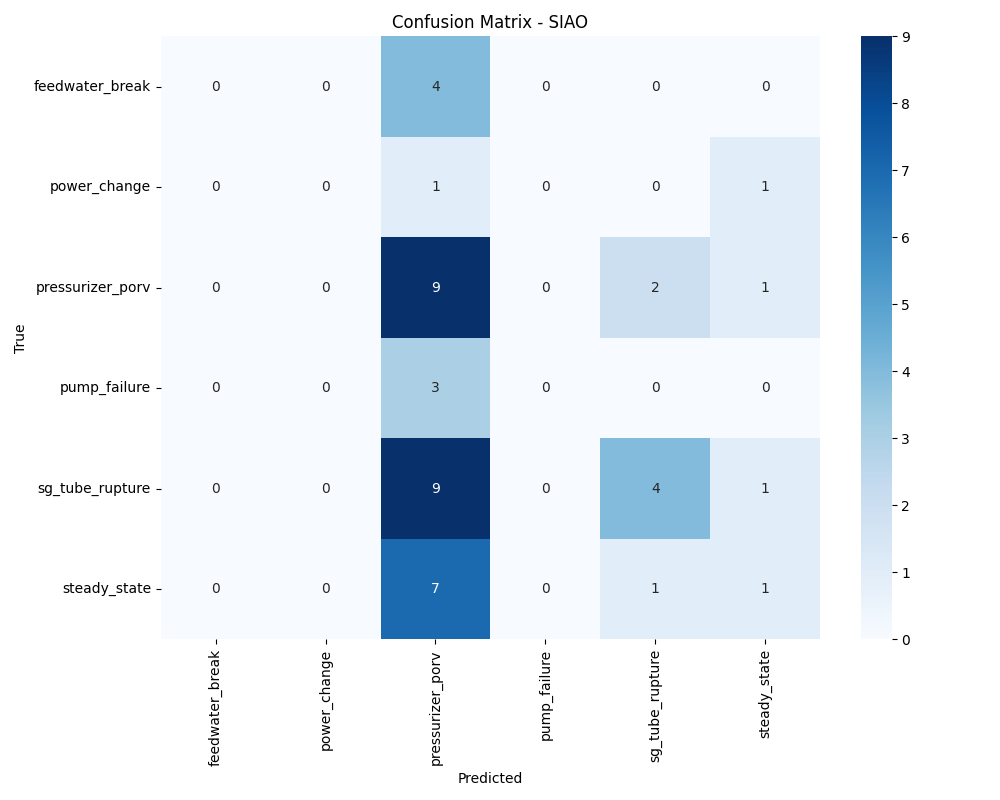 Confusion Matrix - SIAO
True
feedwater_break 0 0 4 0 0 0
power_change 0 0 1 0 0 1
pressurizer_porv 0 0 9 0 2 1
pump_failure 0 0 3 0 0 0
sg_tube_rupture 0 0 9 0 4 1
steady_state 0 0 7 0 1 1
feedwater_break
power_change
pressurizer_porv
pump_failure
sg_tube_rupture
steady_state
Predicted
9
8
7
6
5
4
3
2
1
0